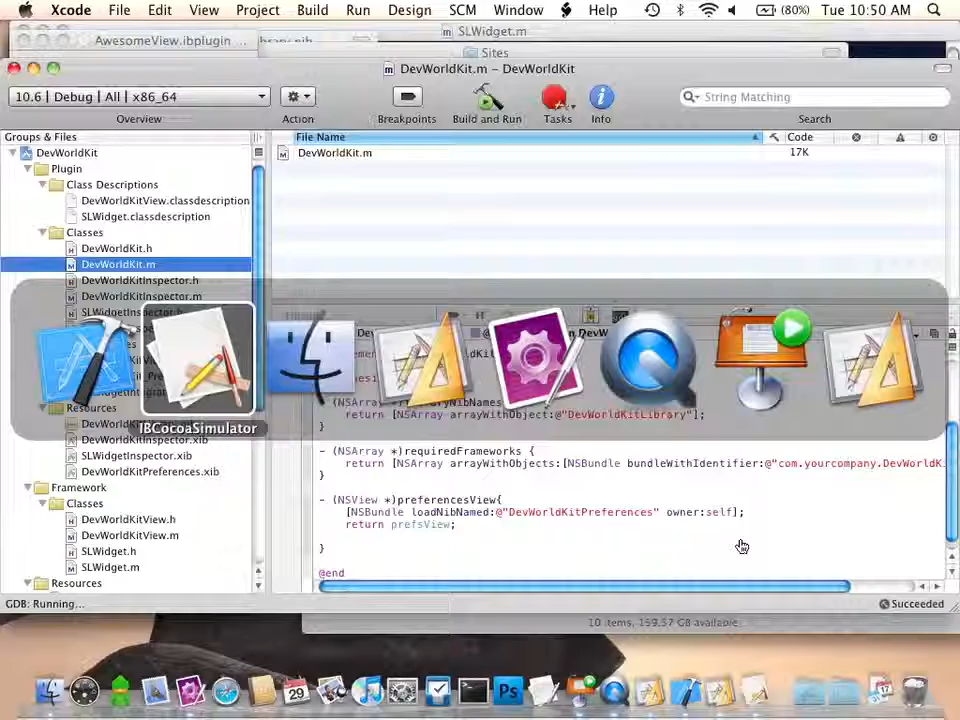 Xcode File Edit View Project Build Run Design SCM Window Help (80%) Tue 10:50 AM
AwesomeView.ibplugin ...
SLWidget.m
Sites
DevWorldKit.m – DevWorldKit
10.6 | Debug | All | x86_64
String Matching
Overview Action Breakpoints Build and Run Tasks Info Search
Groups & Files
File Name Code
DevWorldKit
DevWorldKit.m 17K
Plugin
Class Descriptions
DevWorldKitView.classdescription
SLWidget.classdescription
Classes
DevWorldKit.h
DevWorldKit.m
DevWorldKitInspector.h
DevWorldKitInspector.m
IBCocoaSimulator
Resources
DevWorldKitInspector.xib
SLWidgetInspector.xib
DevWorldKitPreferences.xib
Framework
Classes
DevWorldKitView.h
DevWorldKitView.m
SLWidget.h
SLWidget.m
Resources
return [NSArray arrayWithObject:@"DevWorldKitLibrary"];
}
- (NSArray *)requiredFrameworks {
return [NSArray arrayWithObjects:[NSBundle bundleWithIdentifier:@"com.yourcompany.DevWorldK
}
- (NSView *)preferencesView{
[NSBundle loadNibNamed:@"DevWorldKitPreferences" owner:self];
return prefsView;
}
@end
GDB: Running...
Succeeded
10 items, 159.57 GB available
29
Ps